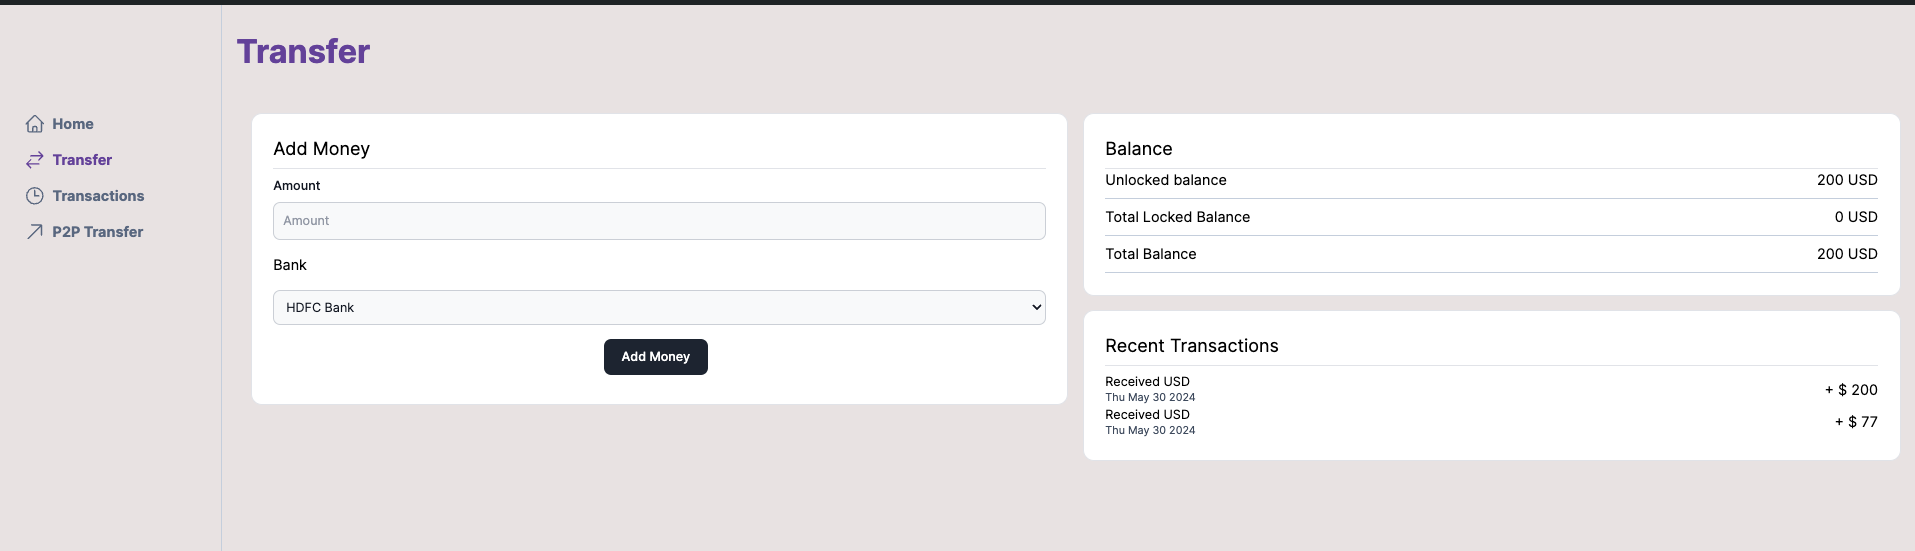 Transfer
Home
Transfer
Transactions
P2P Transfer
Add Money
Amount
Amount
Bank
HDFC Bank
Add Money
Balance
Unlocked balance 200 USD
Total Locked Balance 0 USD
Total Balance 200 USD
Recent Transactions
Received USD
Thu May 30 2024
+ $ 200
Received USD
Thu May 30 2024
+ $ 77